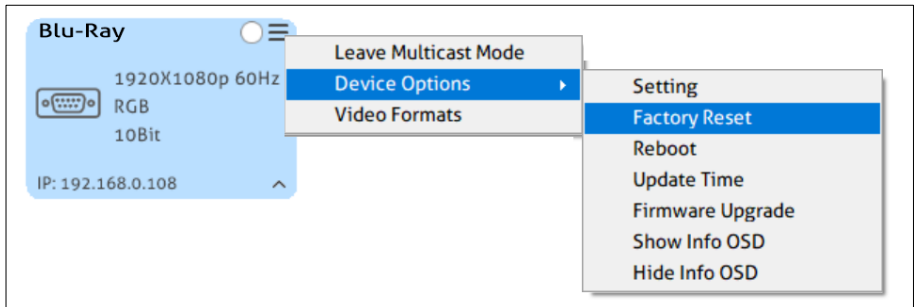 Blu-Ray
1920X1080p 60Hz
RGB
10Bit
IP: 192.168.0.108
Leave Multicast Mode
Device Options
Video Formats
Setting
Factory Reset
Reboot
Update Time
Firmware Upgrade
Show Info OSD
Hide Info OSD